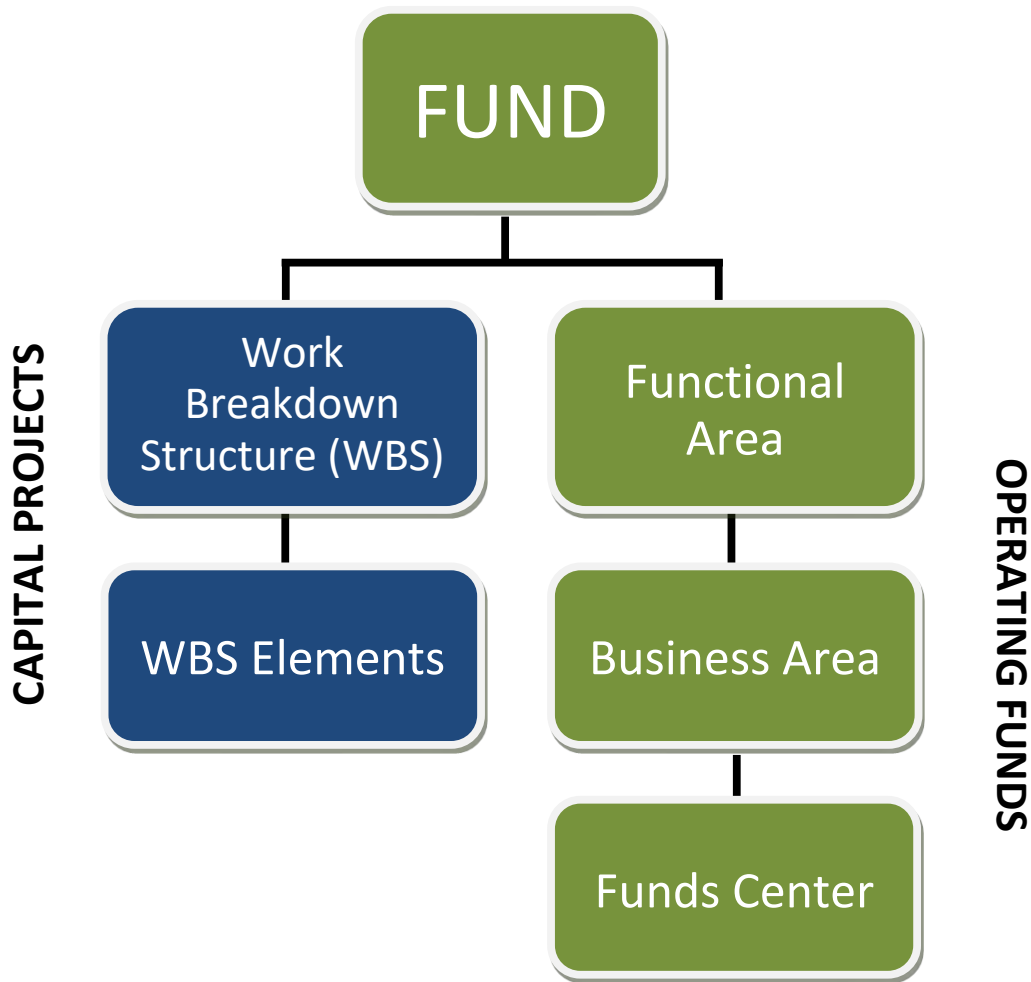 FUND
CAPITAL PROJECTS
Work
Breakdown
Structure (WBS)
Functional
Area
OPERATING FUNDS
WBS Elements
Business Area
Funds Center